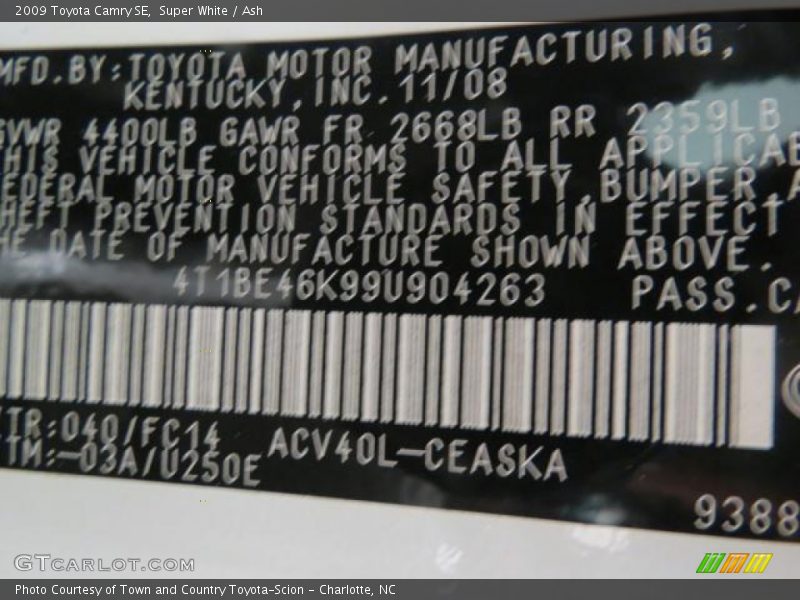 2009 Toyota Camry SE, Super White / Ash
MFD.BY:TOYOTA MOTOR MANUFACTURING,
KENTUCKY,INC. 11/08
GVWR 4400LB GAWR FR 2668LB RR 2359LB
THIS VEHICLE CONFORMS TO ALL APPLICAB
FEDERAL MOTOR VEHICLE SAFETY,BUMPER,A
THEFT PREVENTION STANDARDS IN EFFECT
THE DATE OF MANUFACTURE SHOWN ABOVE.
4T1BE46K99U904263 PASS.CA
/TR:040/FC14 ACV40L-CEASKA
TM:-03A/U250E
9388
GTCARLOT.COM
Photo Courtesy of Town and Country Toyota-Scion - Charlotte, NC